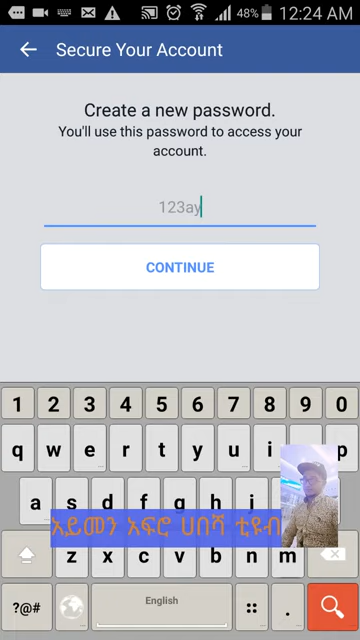 48% 12:24 AM
Secure Your Account
Create a new password.
You'll use this password to access your
account.
123ay
CONTINUE
1 2 3 4 5 6 7 8 9 0
q w e r t y u i p
a s d f g h j
አይመን አፍሮ ሀበሻ ቲዩብ
z x c v b n m
?@# English .